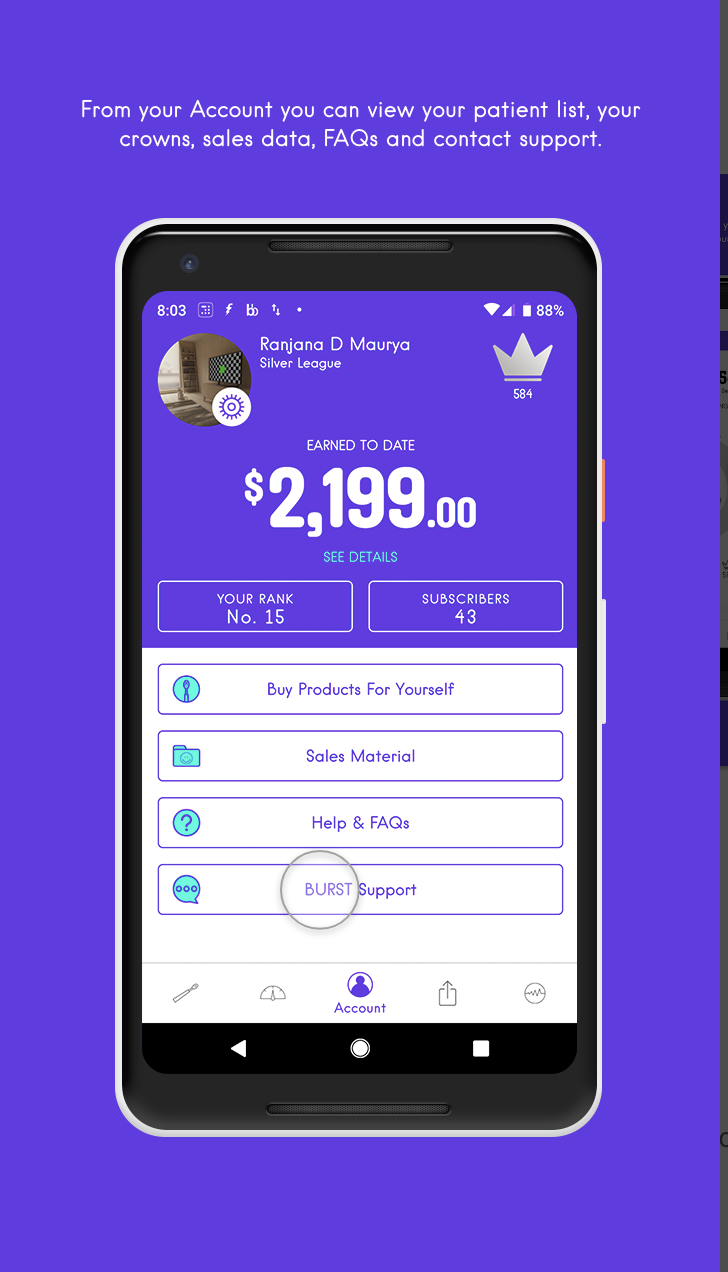 From your Account you can view your patient list, your
crowns, sales data, FAQs and contact support.
8:03
88%
Ranjana D Maurya
Silver League
584
EARNED TO DATE
$2,199.00
SEE DETAILS
YOUR RANK
No. 15
SUBSCRIBERS
43
Buy Products For Yourself
Sales Material
Help & FAQs
BURST Support
Account